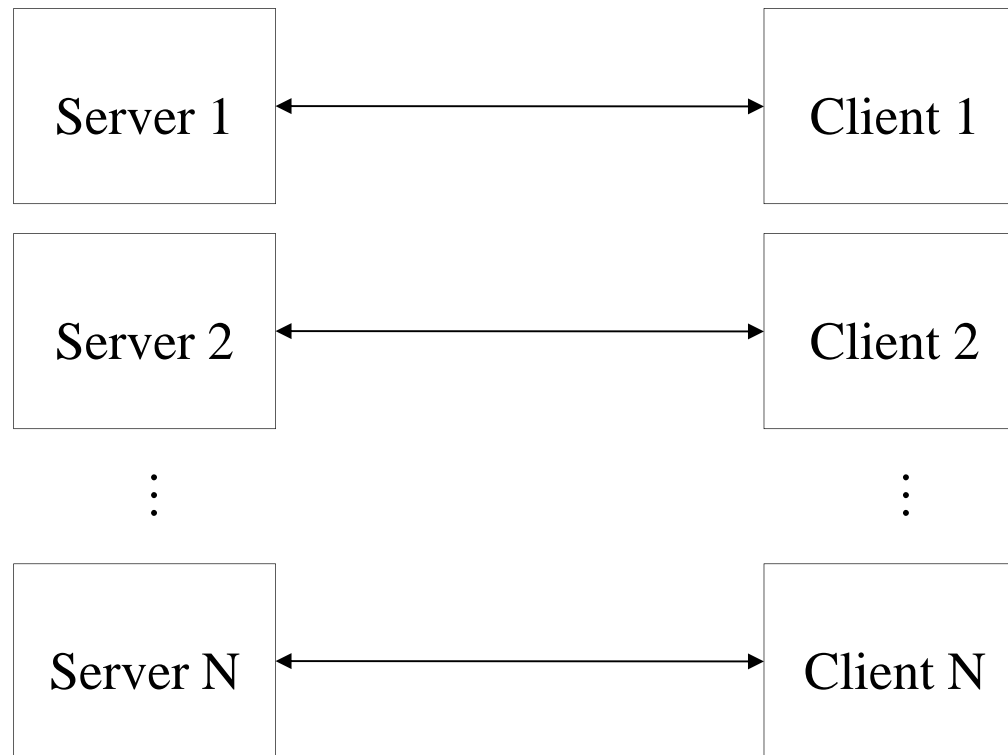 Server 1
Client 1
Server 2
Client 2
⋮
⋮
Server N
Client N